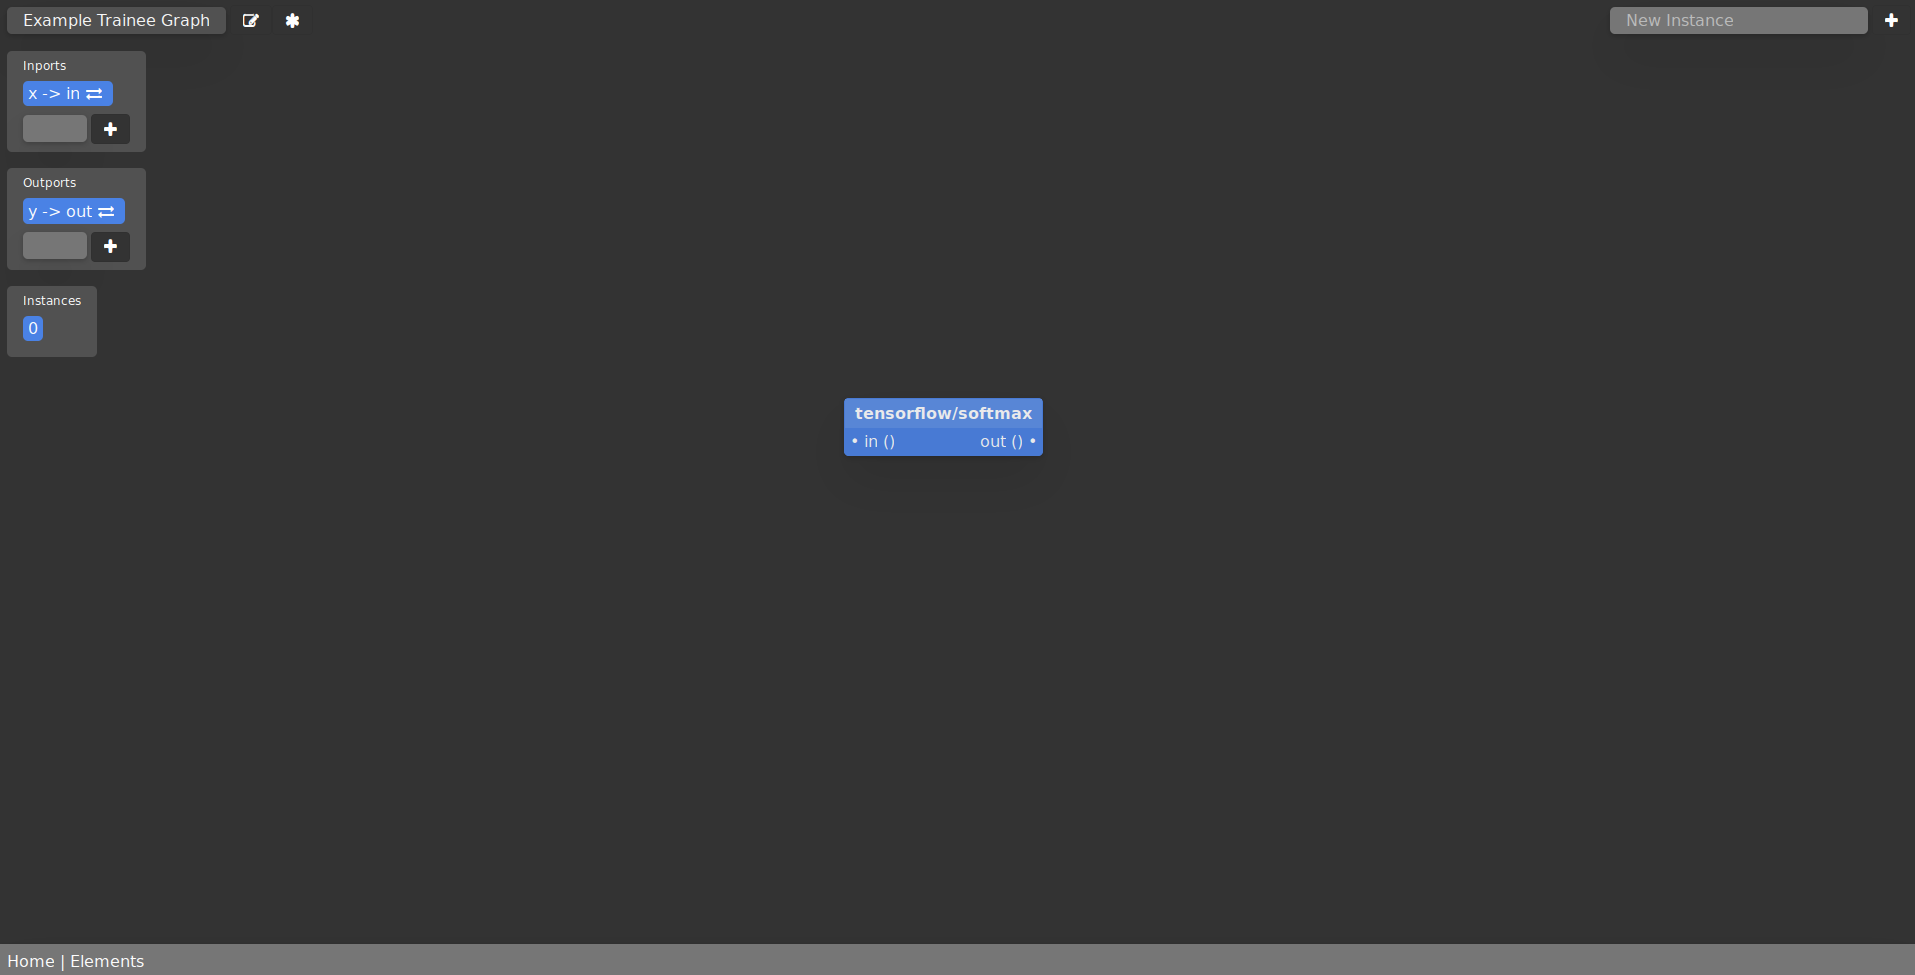 Example Trainee Graph
New Instance
Inports
x -> in
Outports
y -> out
Instances
0
tensorflow/softmax
• in () out () •
Home | Elements